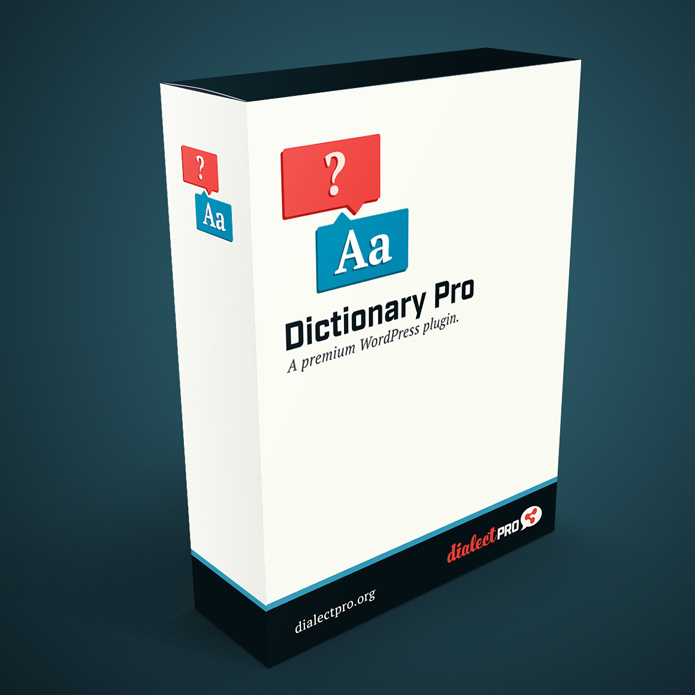 ?
Aa
?
Aa
Dictionary Pro
A premium WordPress plugin.
dialectPRO
dialectpro.org